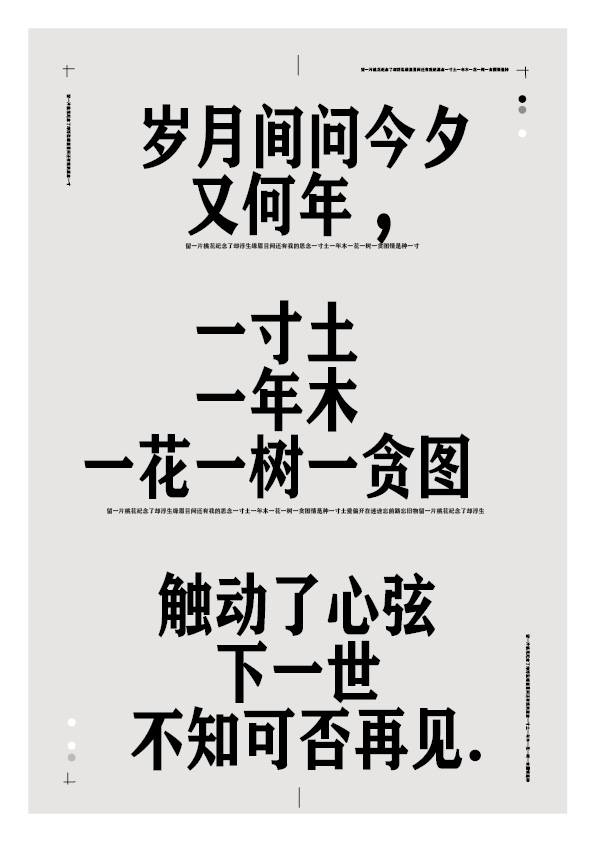 岁月间问今夕
又何年，
留一片桃花纪念了却浮生缘眉目间还有我的思念一寸土一年木一花一树一贪图情是种一寸
一寸土
一年木
一花一树一贪图
留一片桃花纪念了却浮生缘眉目间还有我的思念一寸土一年木一花一树一贪图情是种一寸土爱偏开在迷途忘前路忘旧物留一片桃花纪念了却浮生
触动了心弦
下一世
不知可否再见.